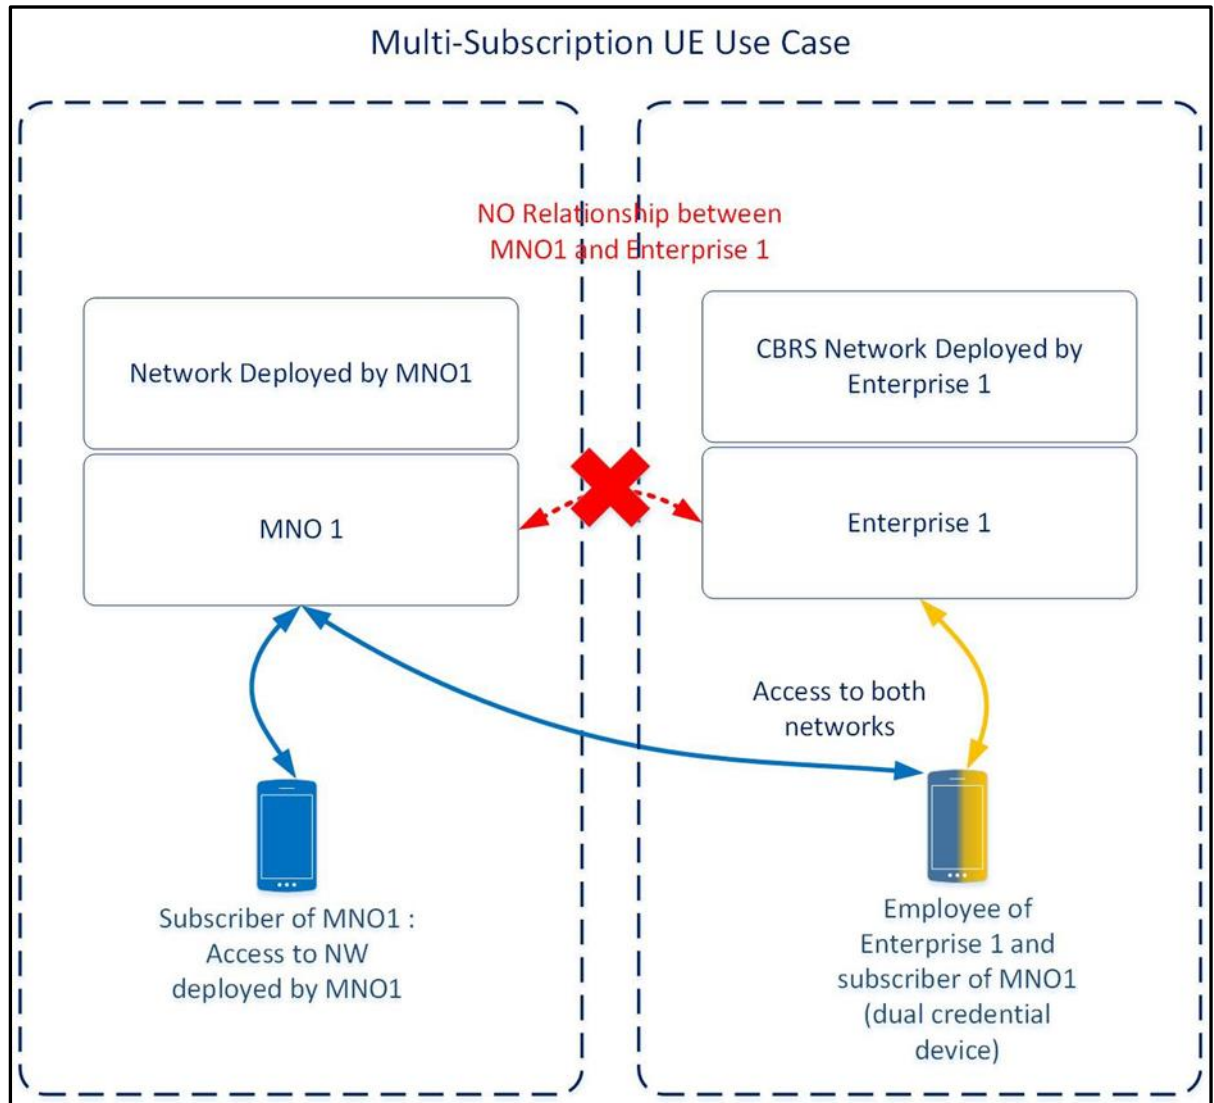 Multi-Subscription UE Use Case
NO Relationship between
MNO1 and Enterprise 1
Network Deployed by MNO1
CBRS Network Deployed by
Enterprise 1
MNO 1
Enterprise 1
Access to both
networks
Subscriber of MNO1 :
Access to NW
deployed by MNO1
Employee of
Enterprise 1 and
subscriber of MNO1
(dual credential
device)